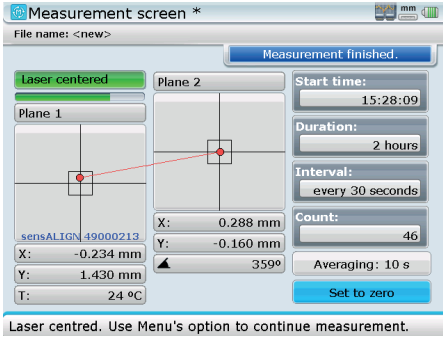 Measurement screen *
mm
File name: <new>
Measurement finished.
Laser centered
Plane 1
sensALIGN 49000213
X: -0.234 mm
Y: 1.430 mm
T: 24 ºC
Plane 2
X: 0.288 mm
Y: -0.160 mm
359º
Start time:
15:28:09
Duration:
2 hours
Interval:
every 30 seconds
Count:
46
Averaging: 10 s
Set to zero
Laser centred. Use Menu's option to continue measurement.